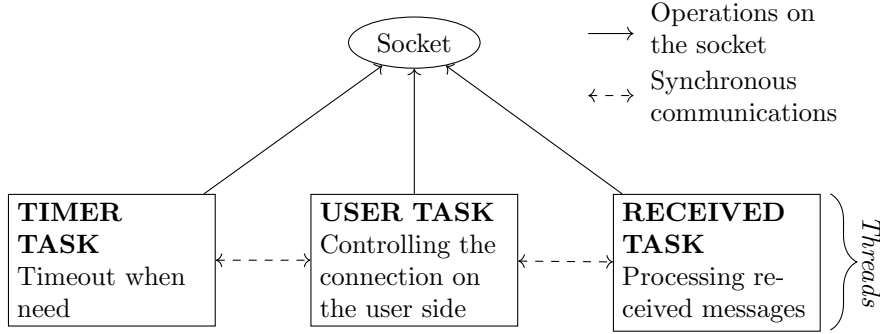 Socket
Operations on
the socket
Synchronous
communications
TIMER
TASK
Timeout when
need
USER TASK
Controlling the
connection on
the user side
RECEIVED
TASK
Processing re-
ceived messages
Threads